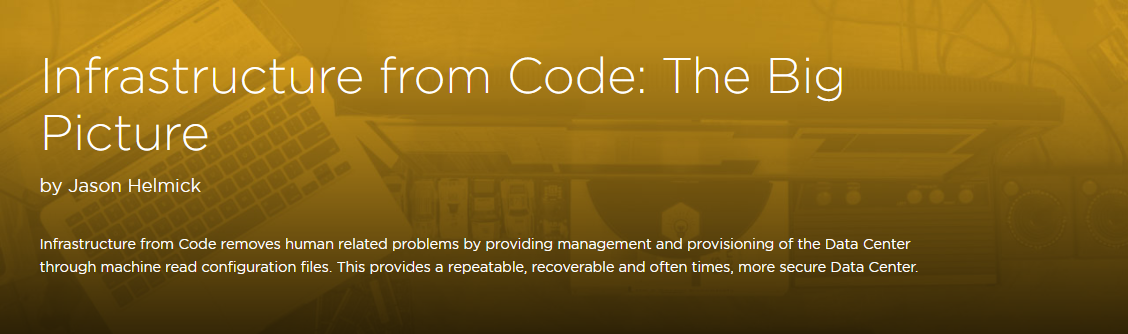 Infrastructure from Code: The Big
Picture
by Jason Helmick
Infrastructure from Code removes human related problems by providing management and provisioning of the Data Center
through machine read configuration files. This provides a repeatable, recoverable and often times, more secure Data Center.